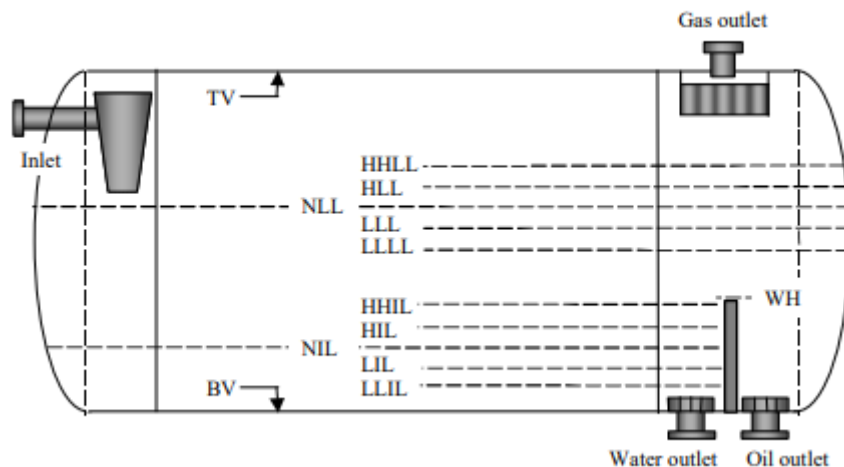 Gas outlet
TV
Inlet
HHLL
HLL
NLL
LLL
LLLL
HHIL
WH
HIL
NIL
LIL
BV
LLIL
Water outlet
Oil outlet